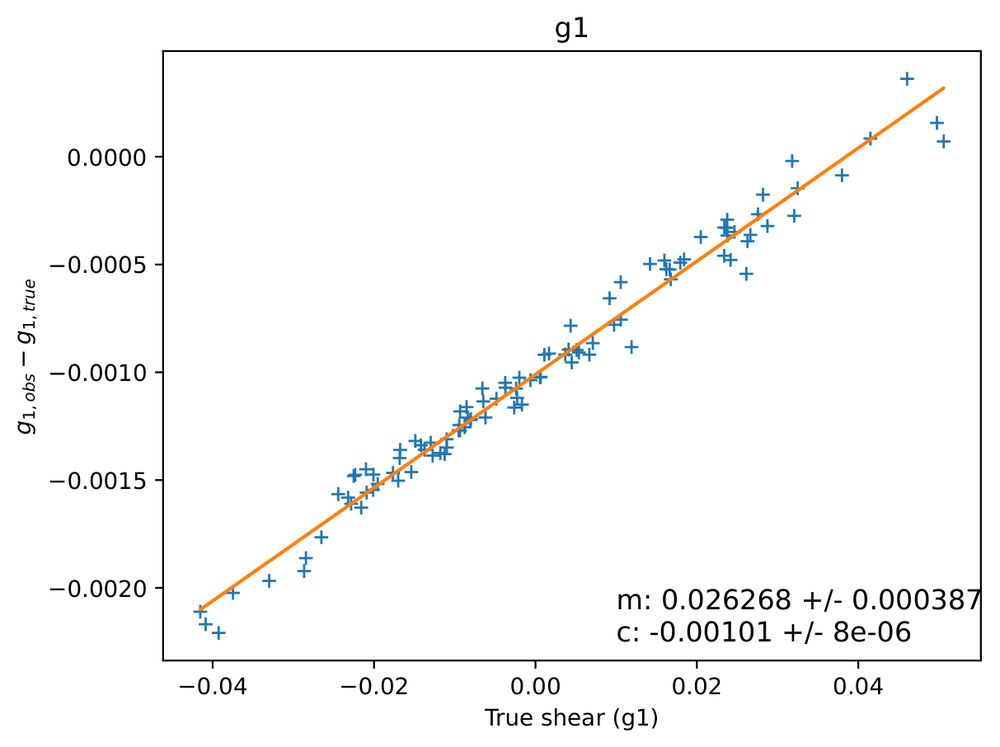 g1
0.0000
−0.0005
−0.0010
−0.0015
−0.0020
g1,obs − g1,true
m: 0.026268 +/- 0.000387
c: -0.00101 +/- 8e-06
−0.04 −0.02 0.00 0.02 0.04
True shear (g1)